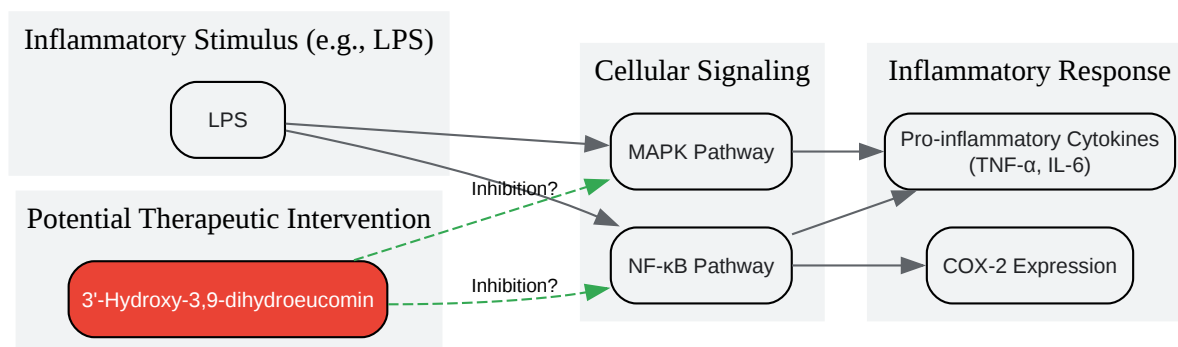 Inflammatory Stimulus (e.g., LPS)
LPS
Potential Therapeutic Intervention
3'-Hydroxy-3,9-dihydroeucomin
Inhibition?
Inhibition?
Cellular Signaling
MAPK Pathway
NF-κB Pathway
Inflammatory Response
Pro-inflammatory Cytokines
(TNF-α, IL-6)
COX-2 Expression